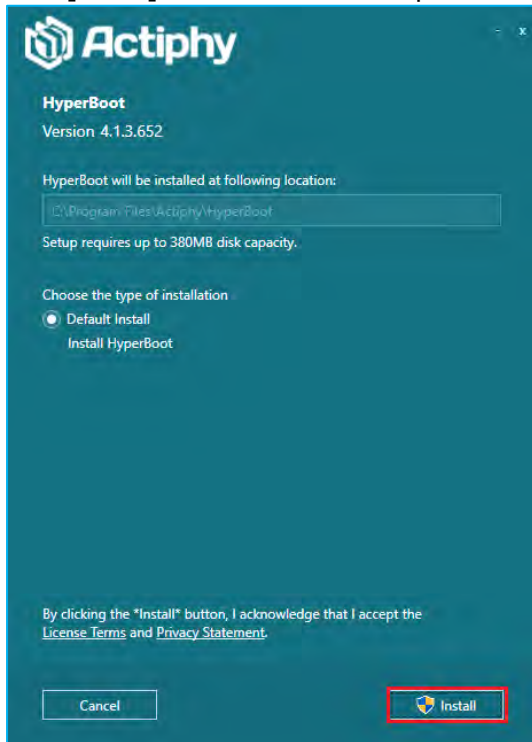 Actiphy
- x
HyperBoot
Version 4.1.3.652
HyperBoot will be installed at following location:
C:\Program Files\Actiphy\HyperBoot
Setup requires up to 380MB disk capacity.
Choose the type of installation
Default Install
Install HyperBoot
By clicking the *Install* button, I acknowledge that I accept the
License Terms and Privacy Statement.
Cancel
Install